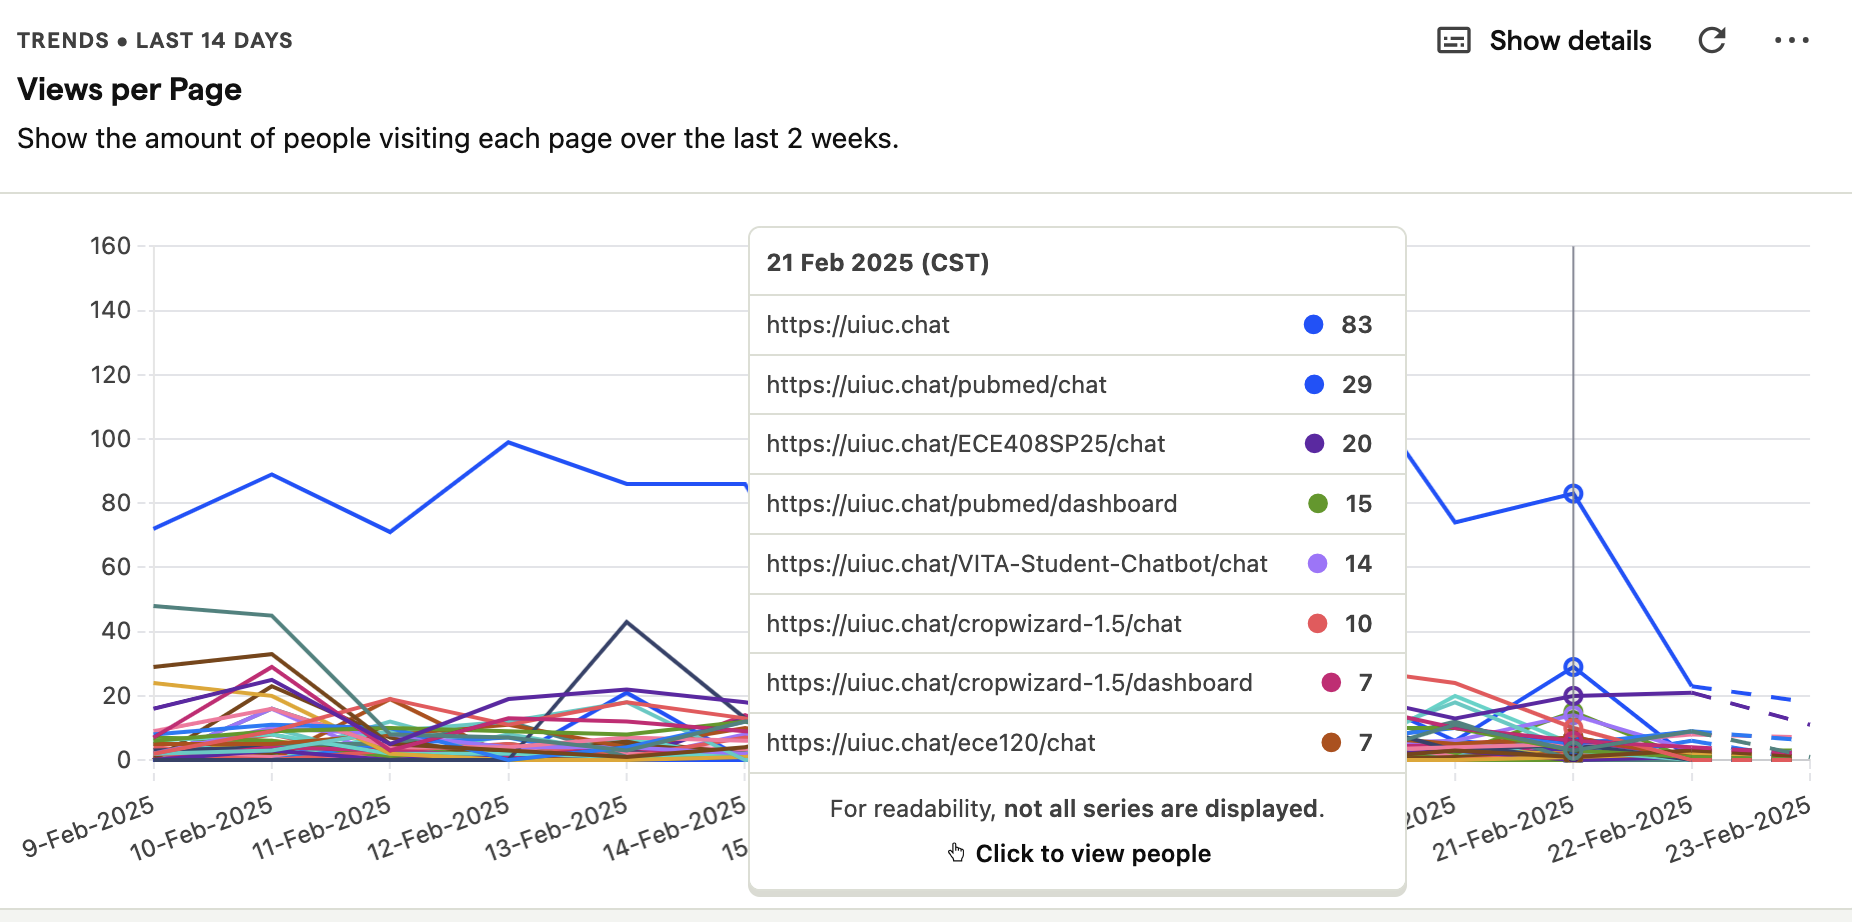 TRENDS • LAST 14 DAYS
Show details
Views per Page
Show the amount of people visiting each page over the last 2 weeks.
160
140
120
100
80
60
40
20
0
21 Feb 2025 (CST)
https://uiuc.chat 83
https://uiuc.chat/pubmed/chat 29
https://uiuc.chat/ECE408SP25/chat 20
https://uiuc.chat/pubmed/dashboard 15
https://uiuc.chat/VITA-Student-Chatbot/chat 14
https://uiuc.chat/cropwizard-1.5/chat 10
https://uiuc.chat/cropwizard-1.5/dashboard 7
https://uiuc.chat/ece120/chat 7
For readability, not all series are displayed.
Click to view people
9-Feb-2025
10-Feb-2025
11-Feb-2025
12-Feb-2025
13-Feb-2025
14-Feb-2025
15
2025
21-Feb-2025
22-Feb-2025
23-Feb-2025